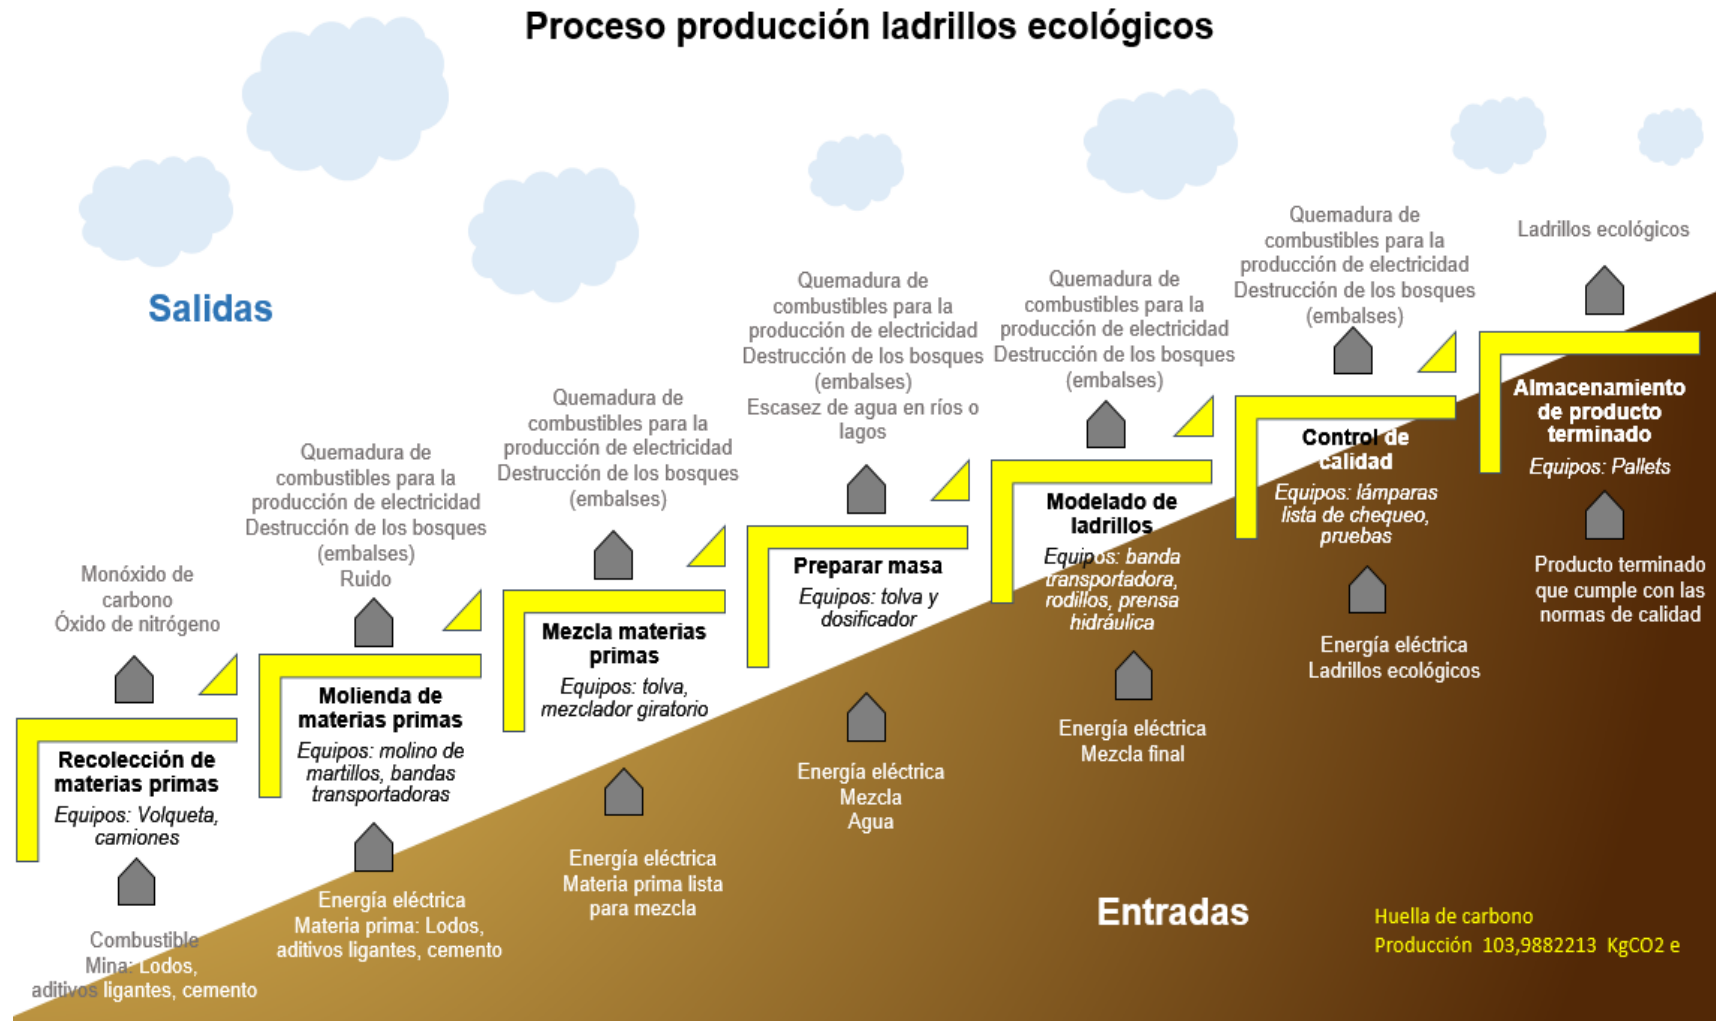 Proceso producción ladrillos ecológicos
Salidas
Monóxido de
carbono
Óxido de nitrógeno
Recolección de
materias primas
Equipos: Volqueta,
camiones
Combustible
Mina: Lodos,
aditivos ligantes, cemento
Quemadura de
combustibles para la
producción de electricidad
Destrucción de los bosques
(embalses)
Ruido
Molienda de
materias primas
Equipos: molino de
martillos, bandas
transportadoras
Energía eléctrica
Materia prima: Lodos,
aditivos ligantes, cemento
Quemadura de
combustibles para la
producción de electricidad
Destrucción de los bosques
(embalses)
Mezcla materias
primas
Equipos: tolva,
mezclador giratorio
Energía eléctrica
Materia prima lista
para mezcla
Quemadura de
combustibles para la
producción de electricidad
Destrucción de los bosques
(embalses)
Escasez de agua en ríos o
lagos
Preparar masa
Equipos: tolva y
dosificador
Energía eléctrica
Mezcla
Agua
Quemadura de
combustibles para la
producción de electricidad
Destrucción de los bosques
(embalses)
Modelado de
ladrillos
Equipos: banda
transportadora,
rodillos, prensa
hidráulica
Energía eléctrica
Mezcla final
Quemadura de
combustibles para la
producción de electricidad
Destrucción de los bosques
(embalses)
Control de
calidad
Equipos: lámparas
lista de chequeo,
pruebas
Energía eléctrica
Ladrillos ecológicos
Ladrillos ecológicos
Almacenamiento
de producto
terminado
Equipos: Pallets
Producto terminado
que cumple con las
normas de calidad
Entradas
Huella de carbono
Producción 103,9882213 KgCO2 e